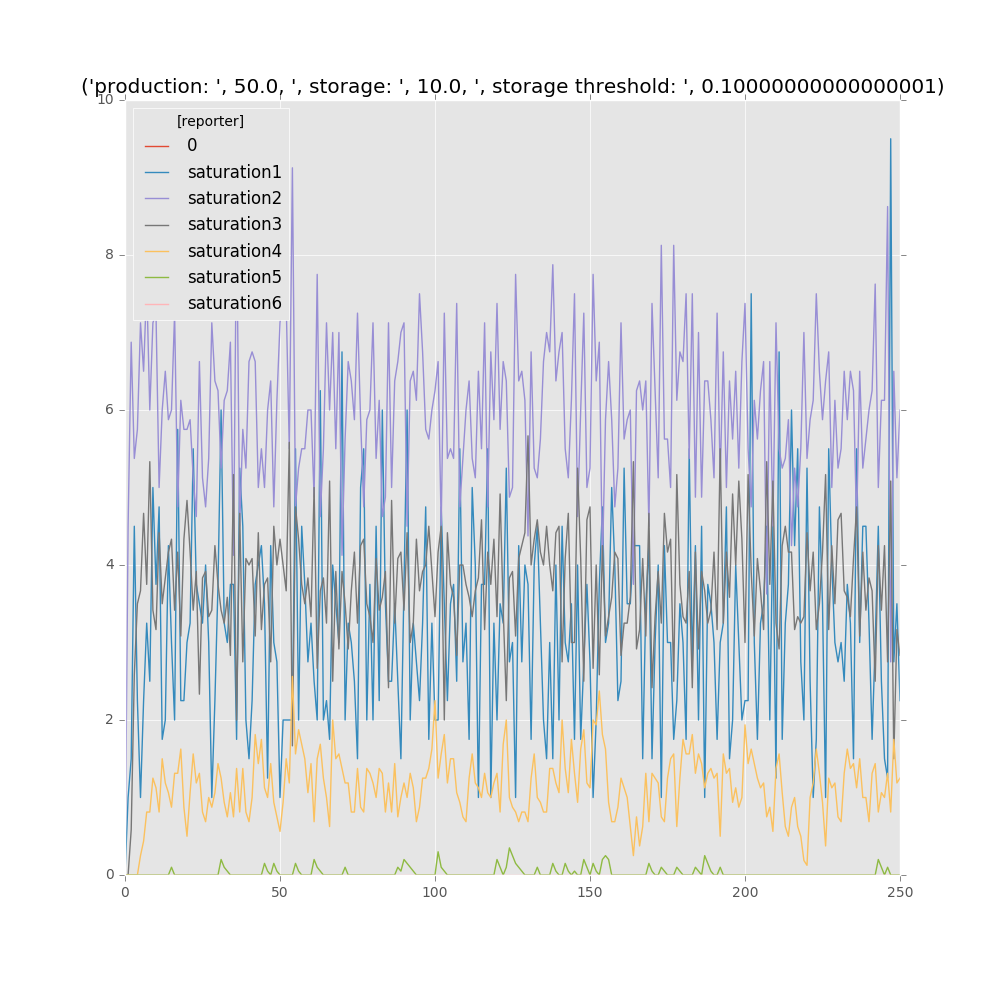 ('production: ', 50.0, ', storage: ', 10.0, ', storage threshold: ', 0.10000000000000001)
10
[reporter]
0
saturation1
saturation2
8
saturation3
saturation4
saturation5
saturation6
6
4
2
0
0 50 100 150 200 250